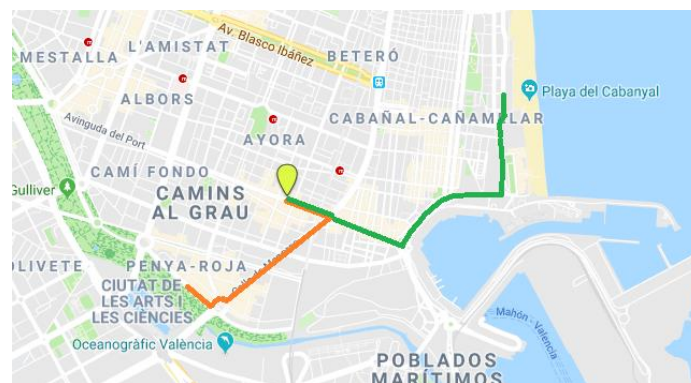 L'AMISTAT
MESTALLA
Av. Blasco Ibáñez
BETERÓ
Playa del Cabanyal
ALBORS
Avinguda del Port
CABAÑAL-CAÑAMELAR
AYORA
CAMÍ FONDO
Gulliver
CAMINS
AL GRAU
OLIVETE
PENYA-ROJA
CIUTAT DE
LES ARTS I
LES CIÈNCIES
Mahón - Valencia
Oceanogràfic València
POBLADOS
MARÍTIMOS